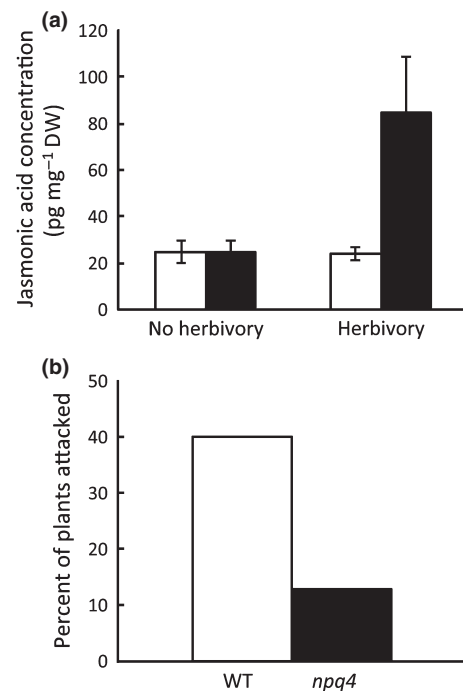 (a)
Jasmonic acid concentration
(pg mg⁻¹ DW)
120
100
80
60
40
20
0
No herbivory Herbivory
(b)
Percent of plants attacked
50
40
30
20
10
0
WT npq4